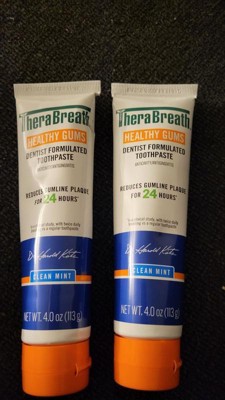 TheraBreath
HEALTHY GUMS
DENTIST FORMULATED
TOOTHPASTE
REDUCES GUMLINE PLAQUE
FOR 24 HOURS
Dr. Harold Katz
CLEAN MINT
NET WT. 4.0 oz (113 g)
TheraBreath
HEALTHY GUMS
DENTIST FORMULATED
TOOTHPASTE
REDUCES GUMLINE PLAQUE
FOR 24 HOURS
Dr. Harold Katz
CLEAN MINT
NET WT. 4.0 oz (113 g)